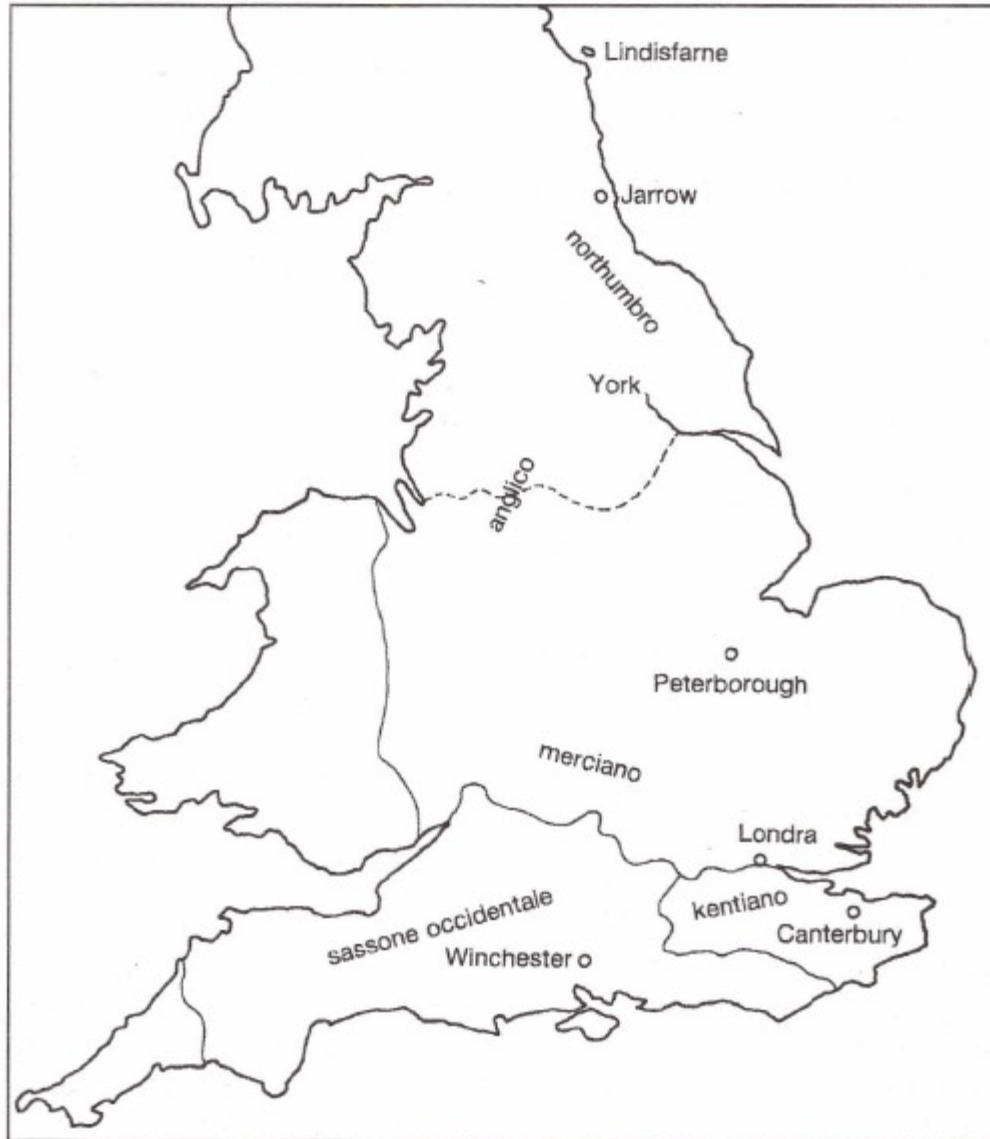 Lindisfarne
Jarrow
northumbro
York
anglico
Peterborough
merciano
Londra
kentiano
sassone occidentale
Canterbury
Winchester